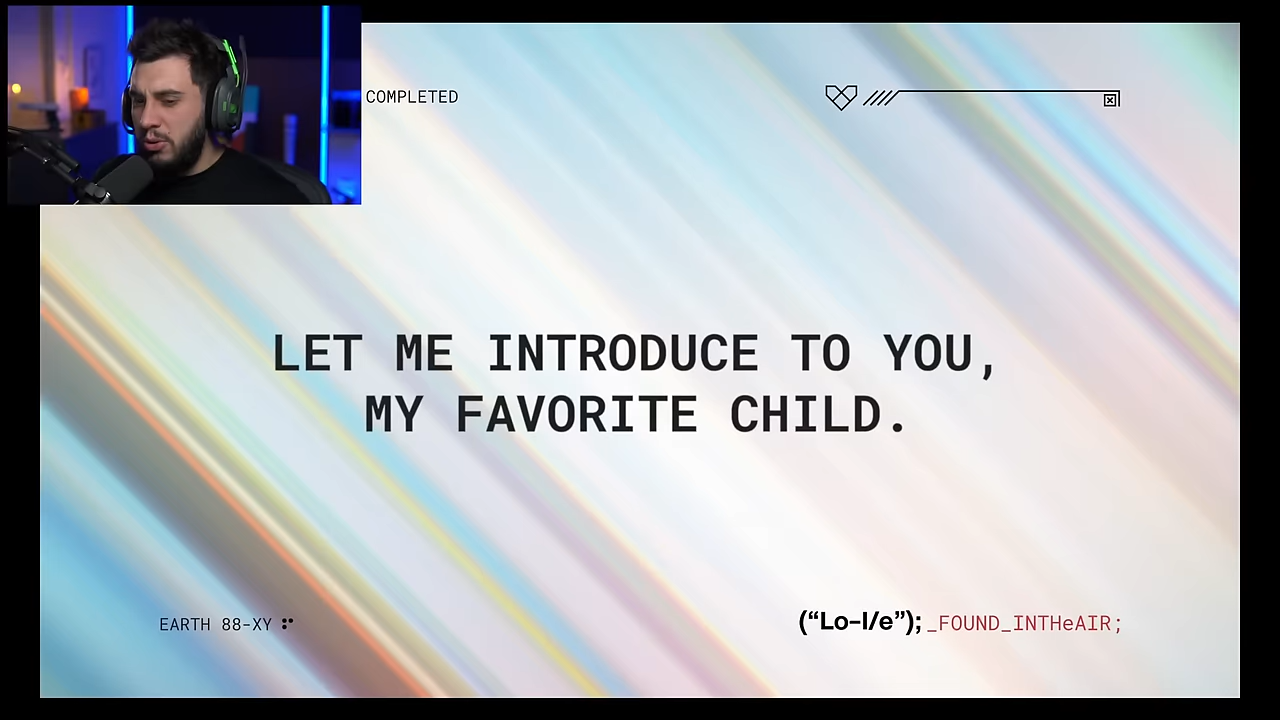 COMPLETED
LET ME INTRODUCE TO YOU,
MY FAVORITE CHILD.
EARTH 88-XY
(“Lo-l/e”);_FOUND_INTHeAIR;